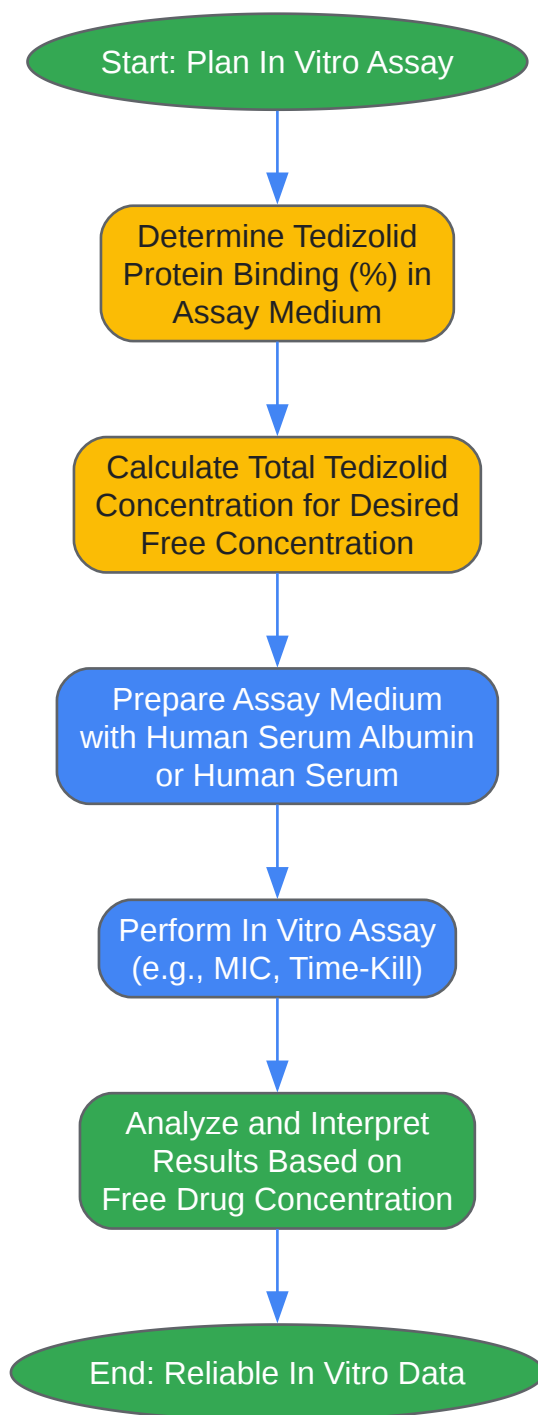 Start: Plan In Vitro Assay
Determine Tedizolid
Protein Binding (%) in
Assay Medium
Calculate Total Tedizolid
Concentration for Desired
Free Concentration
Prepare Assay Medium
with Human Serum Albumin
or Human Serum
Perform In Vitro Assay
(e.g., MIC, Time-Kill)
Analyze and Interpret
Results Based on
Free Drug Concentration
End: Reliable In Vitro Data